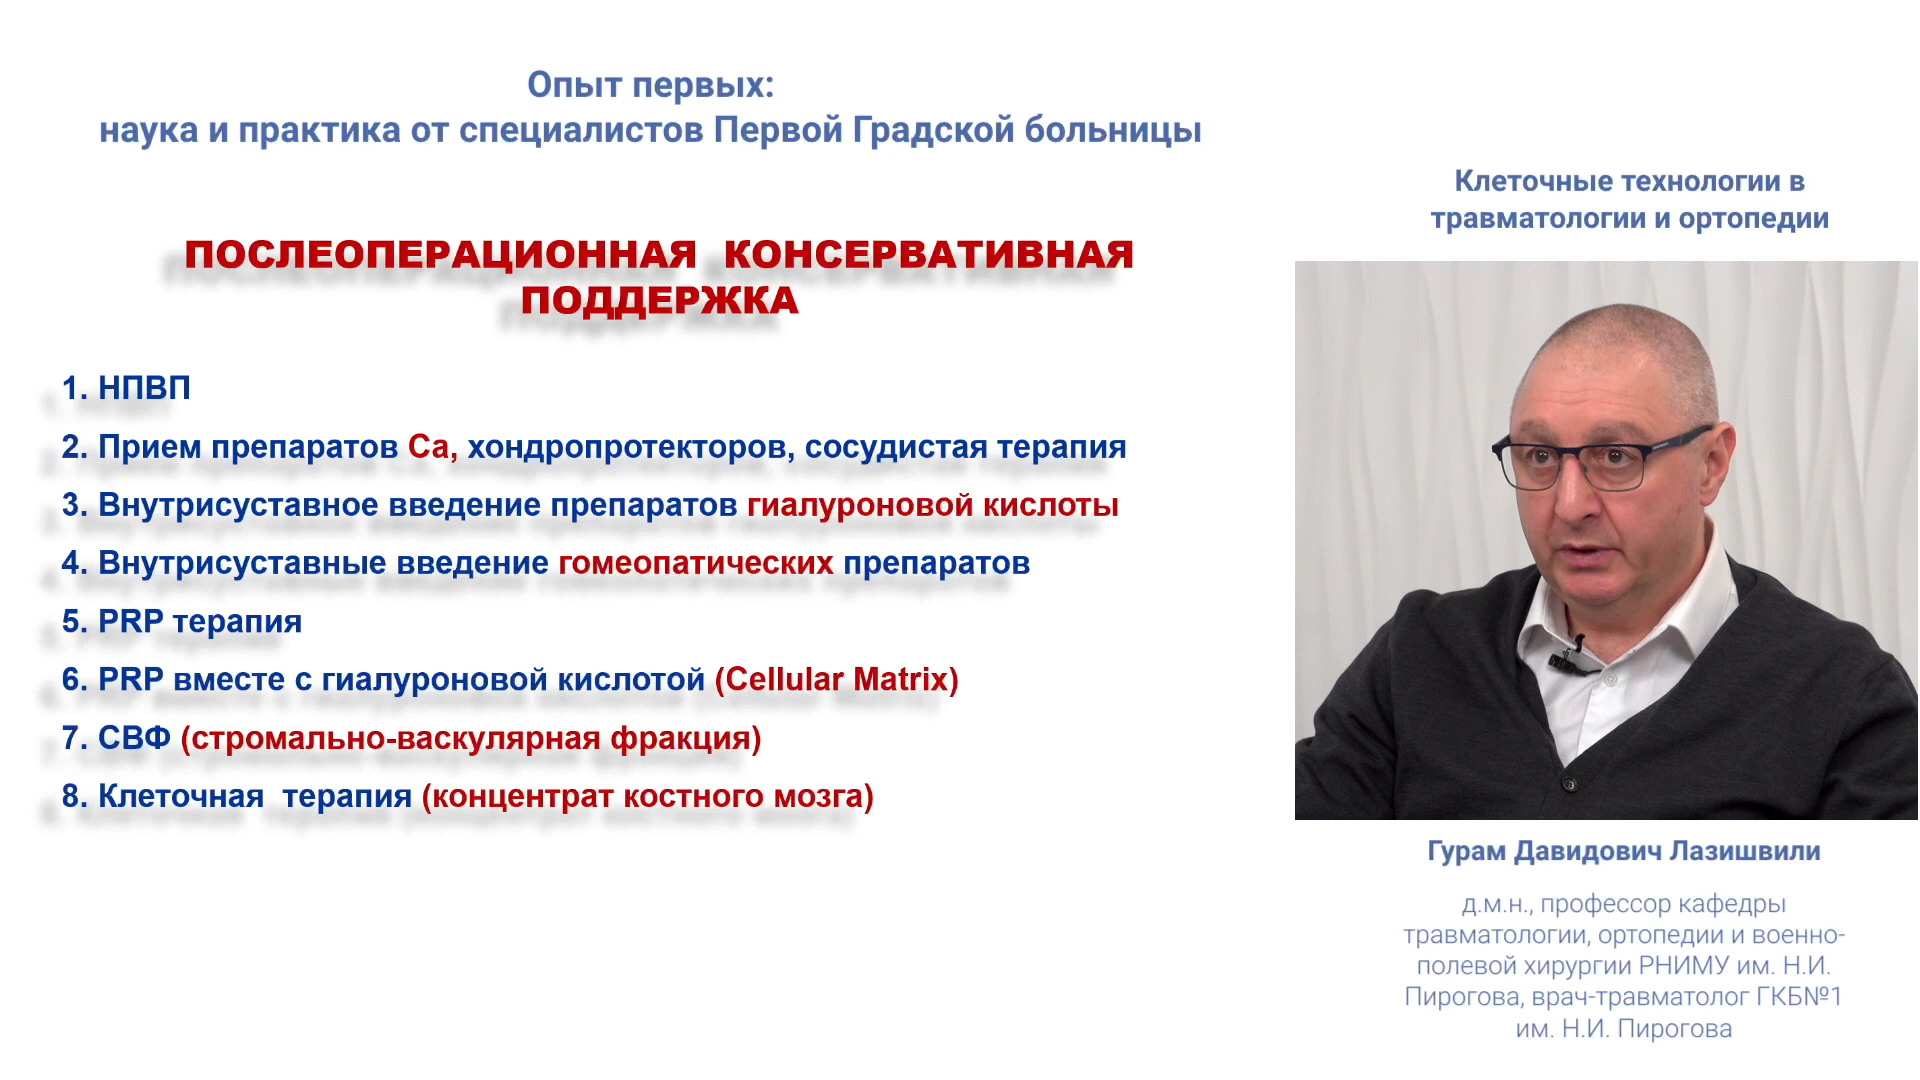 Опыт первых:
наука и практика от специалистов Первой Градской больницы
Клеточные технологии в
травматологии и ортопедии
ПОСЛЕОПЕРАЦИОННАЯ КОНСЕРВАТИВНАЯ
ПОДДЕРЖКА
1. НПВП
2. Прием препаратов Ca, хондропротекторов, сосудистая терапия
3. Внутрисуставное введение препаратов гиалуроновой кислоты
4. Внутрисуставные введение гомеопатических препаратов
5. PRP терапия
6. PRP вместе с гиалуроновой кислотой (Cellular Matrix)
7. СВФ (стромально-васкулярная фракция)
8. Клеточная терапия (концентрат костного мозга)
Гурам Давидович Лазишвили
д.м.н., профессор кафедры
травматологии, ортопедии и военно-
полевой хирургии РНИМУ им. Н.И.
Пирогова, врач-травматолог ГКБ№1
им. Н.И. Пирогова